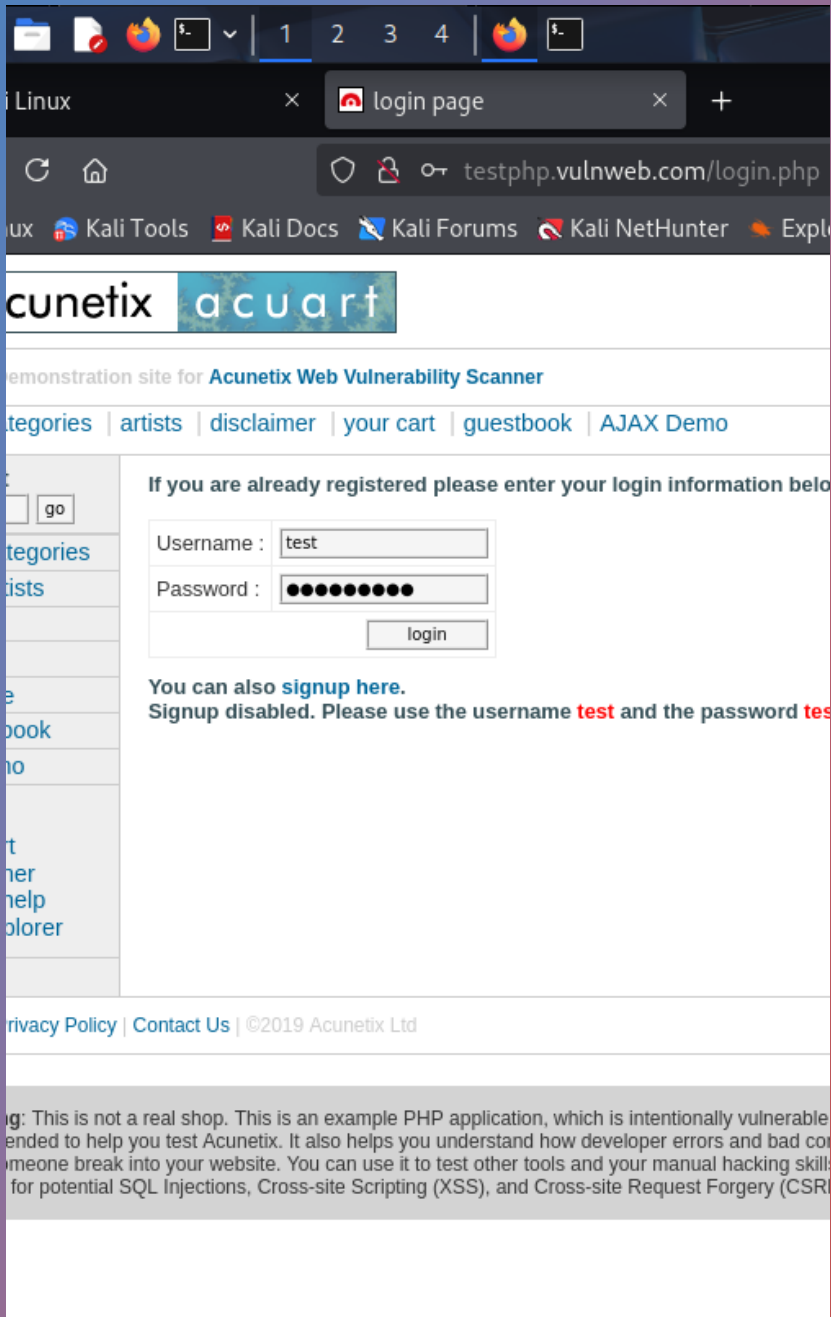 1 2 3 4
i Linux × login page × +
testphp.vulnweb.com/login.php
ux Kali Tools Kali Docs Kali Forums Kali NetHunter Expl
cunetix acuart
emonstration site for Acunetix Web Vulnerability Scanner
tegories | artists | disclaimer | your cart | guestbook | AJAX Demo
go
tegories
tists
e
book
no
rt
ner
help
plorer
If you are already registered please enter your login information belo
Username : test
Password : ●●●●●●●●●
login
You can also signup here.
Signup disabled. Please use the username test and the password tes
rivacy Policy | Contact Us | ©2019 Acunetix Ltd
ng: This is not a real shop. This is an example PHP application, which is intentionally vulnerable
ended to help you test Acunetix. It also helps you understand how developer errors and bad con
omeone break into your website. You can use it to test other tools and your manual hacking skills
for potential SQL Injections, Cross-site Scripting (XSS), and Cross-site Request Forgery (CSRF